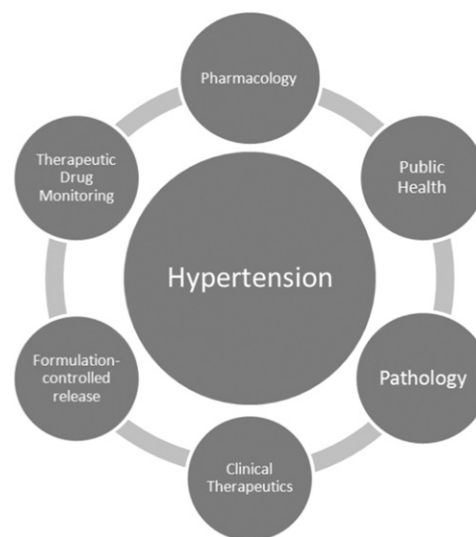 Pharmacology
Public
Health
Pathology
Clinical
Therapeutics
Formulation-
controlled
release
Therapeutic
Drug
Monitoring
Hypertension